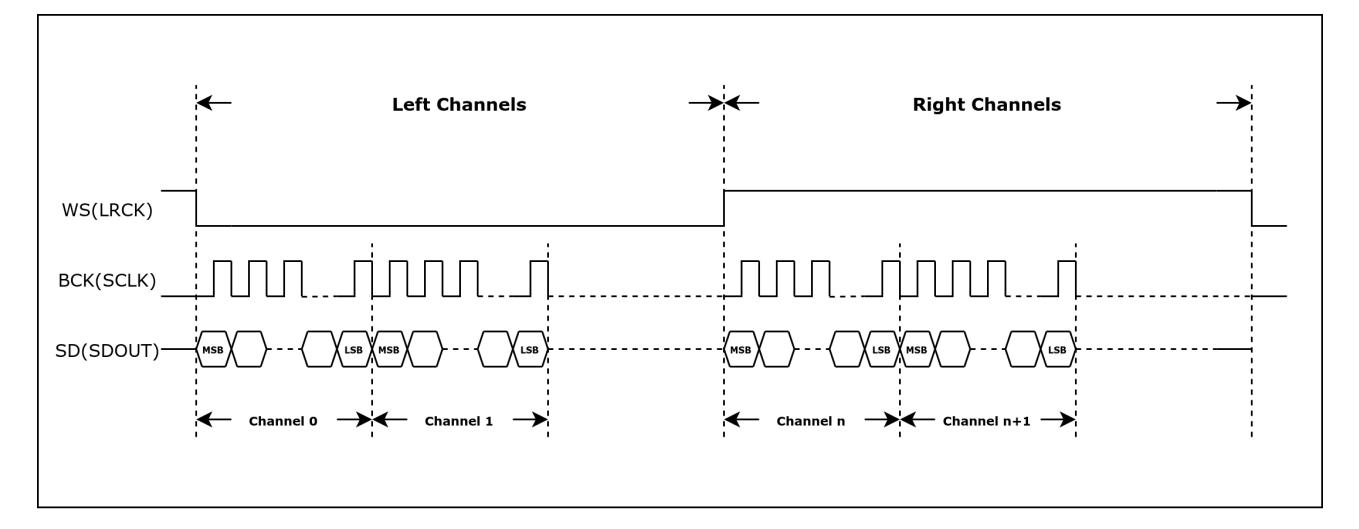 Left Channels
Right Channels
WS(LRCK)
BCK(SCLK)
SD(SDOUT)
MSB LSB MSB LSB MSB LSB MSB LSB
Channel 0
Channel 1
Channel n
Channel n+1